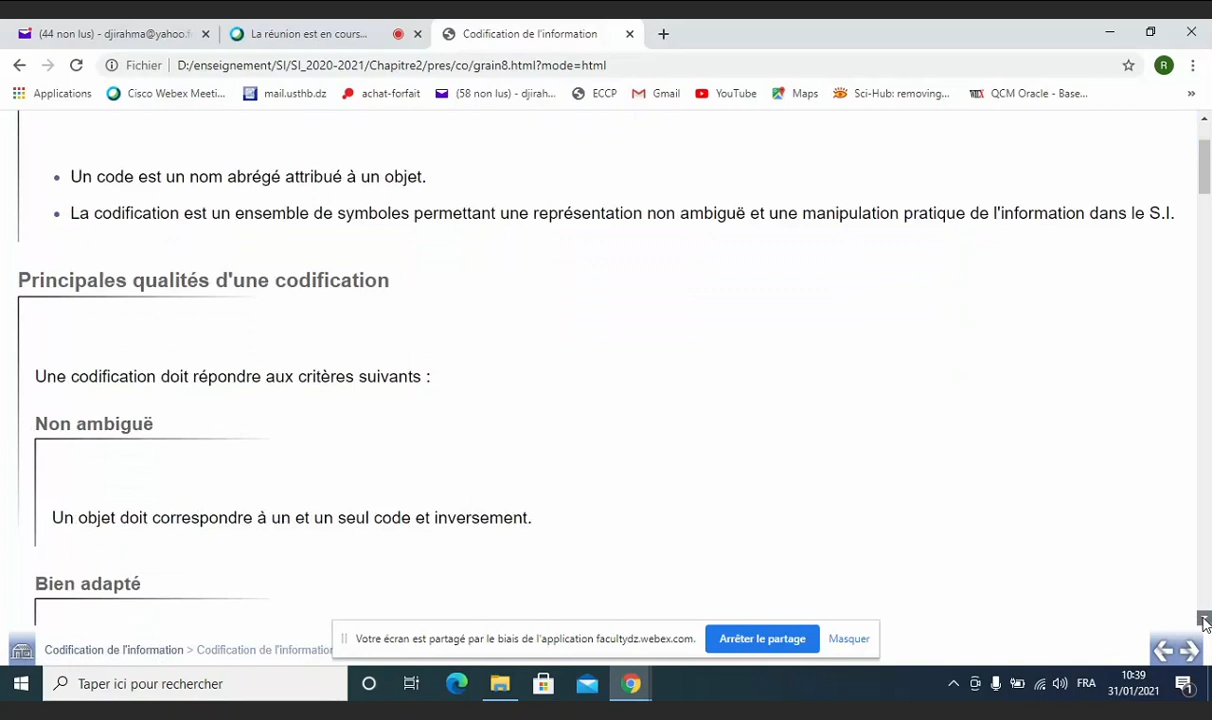 (44 non lus) - djirahma@yahoo.f
La réunion est en cours...
Codification de l'information
Fichier
D:/enseignement/SI/SI_2020-2021/Chapitre2/pres/co/grain8.html?mode=html
R
Applications
Cisco Webex Meeti...
mail.usthb.dz
achat-forfait
(58 non lus) - djirah...
ECCP
Gmail
YouTube
Maps
Sci-Hub: removing...
QCM Oracle - Base...
»
• Un code est un nom abrégé attribué à un objet.
• La codification est un ensemble de symboles permettant une représentation non ambiguë et une manipulation pratique de l'information dans le S.I.
Principales qualités d'une codification
Une codification doit répondre aux critères suivants :
Non ambiguë
Un objet doit correspondre à un et un seul code et inversement.
Bien adapté
Votre écran est partagé par le biais de l'application facultydz.webex.com.
Arrêter le partage
Masquer
Codification de l'information > Codification de l'information
Taper ici pour rechercher
FRA
10:39
31/01/2021
1